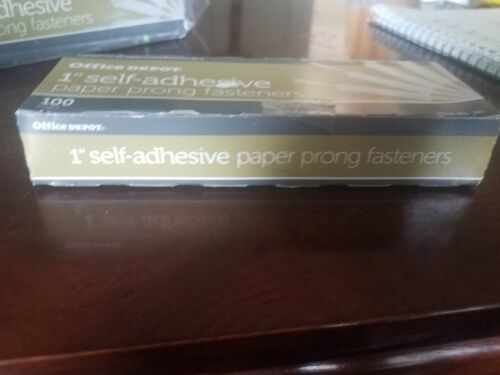 adhesive
ong fasteners
Office DEPOT
1" self-adhesive
paper prong fasteners
100
Office DEPOT
1" self-adhesive paper prong fasteners